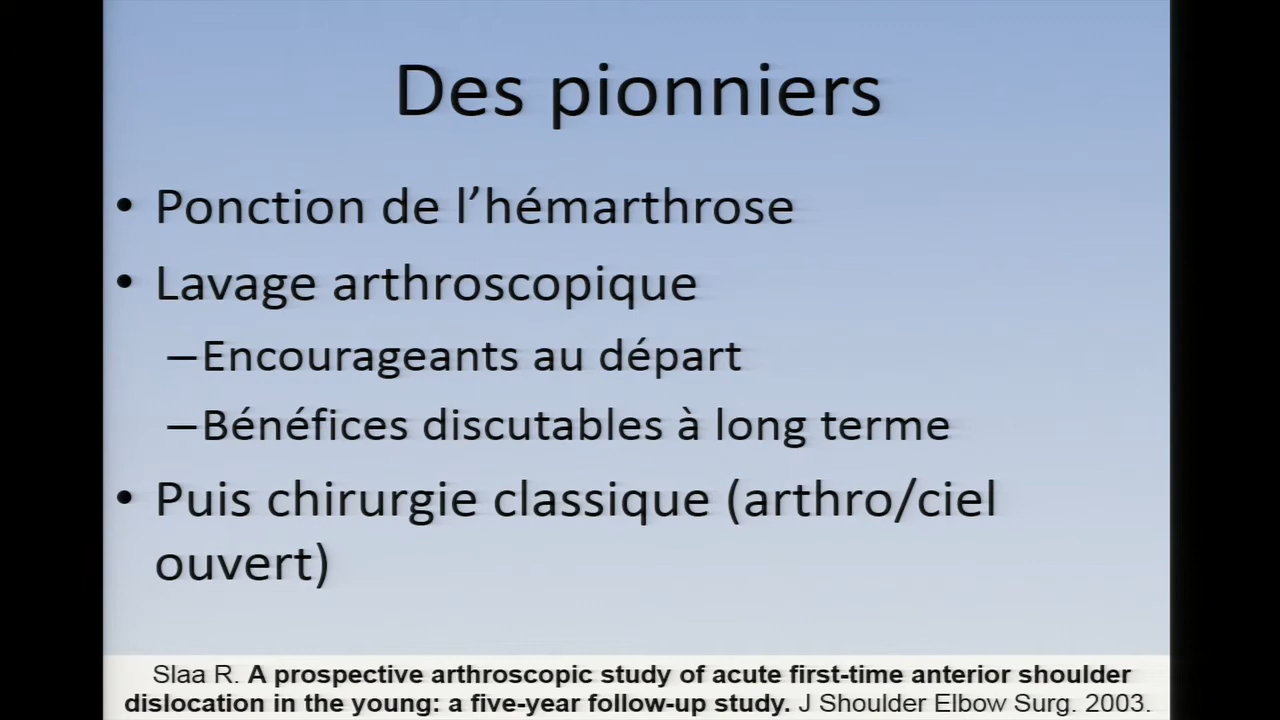 Des pionniers
• Ponction de l’hémarthrose
• Lavage arthroscopique
–Encourageants au départ
–Bénéfices discutables à long terme
• Puis chirurgie classique (arthro/ciel
ouvert)
Slaa R. A prospective arthroscopic study of acute first-time anterior shoulder
dislocation in the young: a five-year follow-up study. J Shoulder Elbow Surg. 2003.